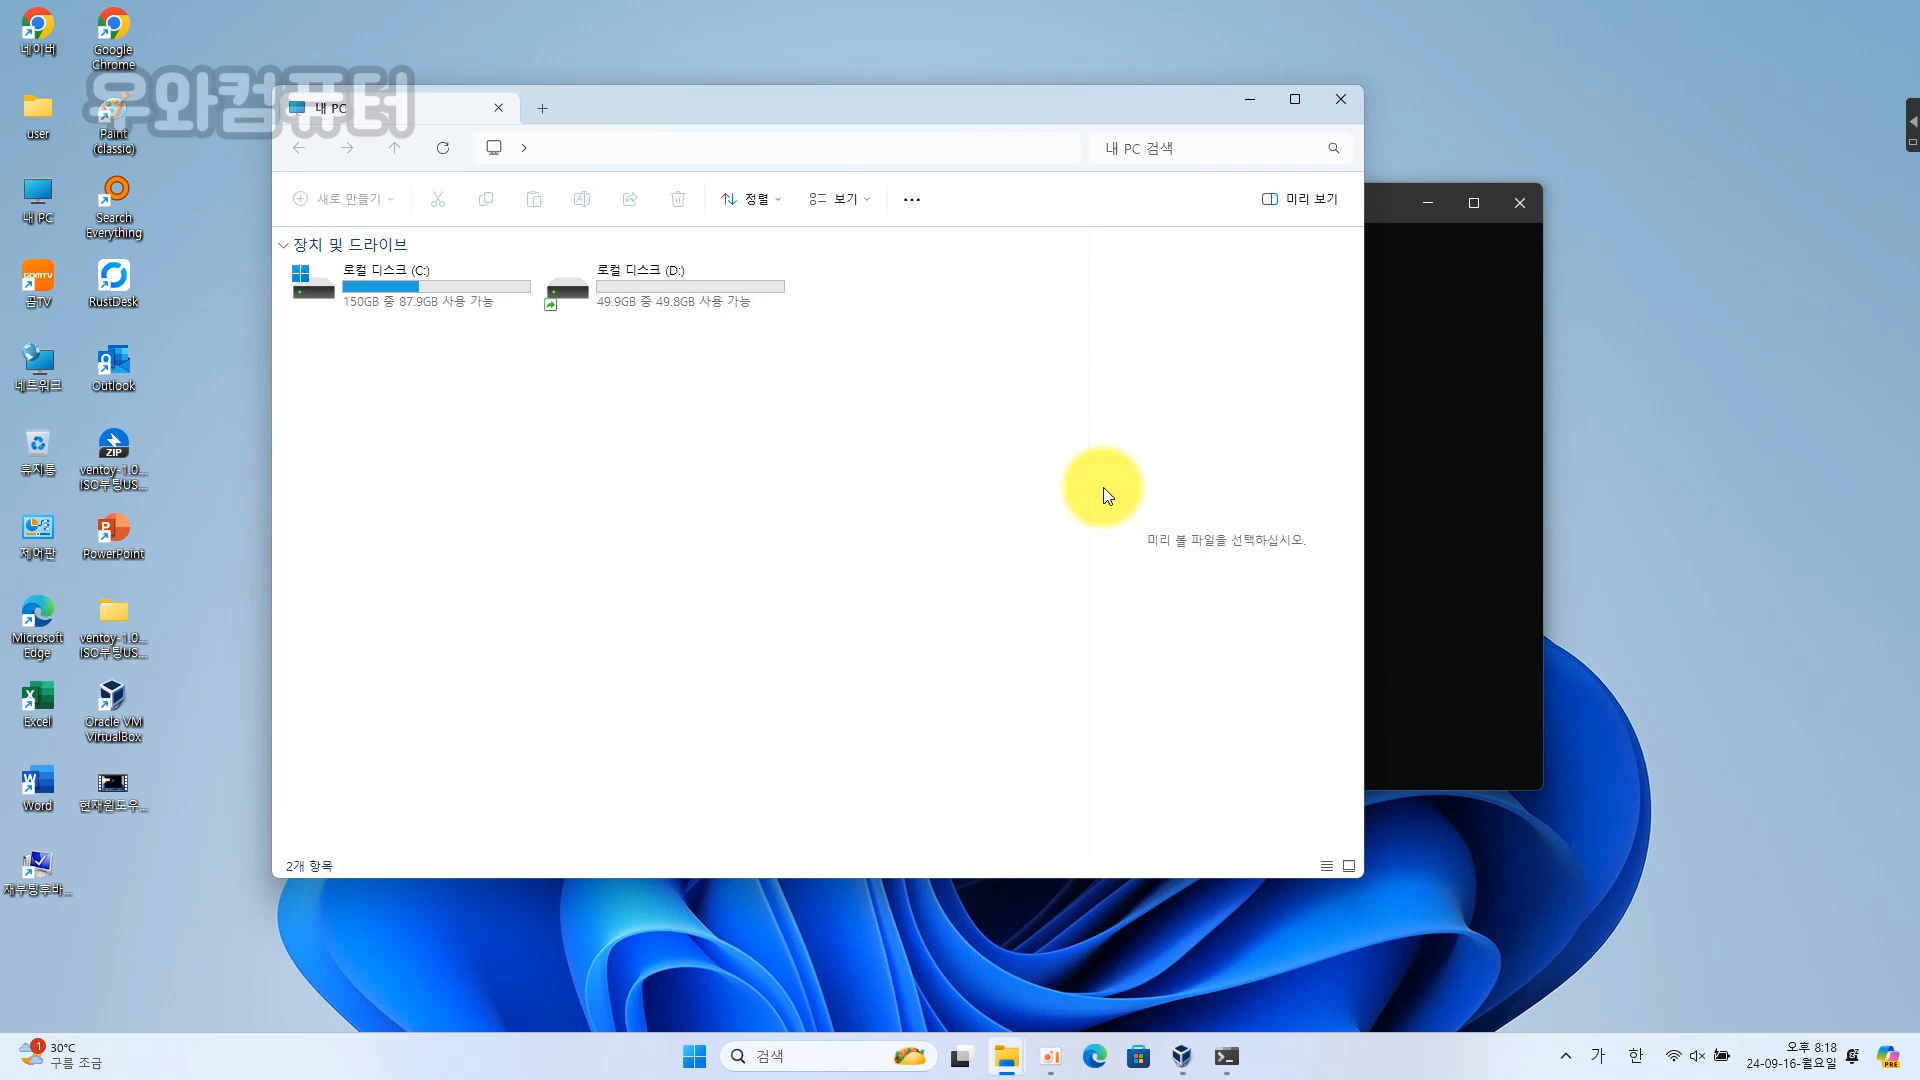 네이버
Google
Chrome
우와컴퓨터
user
Paint
(classic)
내 PC
Search
Everything
곰TV
GOMTV
RustDesk
네트워크
Outlook
휴지통
ZIP
ventoy-1.0...
ISO부팅US...
제어판
PowerPoint
Microsoft
Edge
ventoy-1.0...
ISO부팅US...
Excel
Oracle VM
VirtualBox
Word
현재윈도우...
재부팅후바...
내 PC
내 PC 검색
새로 만들기
정렬
보기
미리 보기
장치 및 드라이브
로컬 디스크 (C:)
150GB 중 87.9GB 사용 가능
로컬 디스크 (D:)
49.9GB 중 49.8GB 사용 가능
미리 볼 파일을 선택하십시오.
2개 항목
1
30°C
구름 조금
검색
가
한
오후 8:18
24-09-16-월요일
PRE